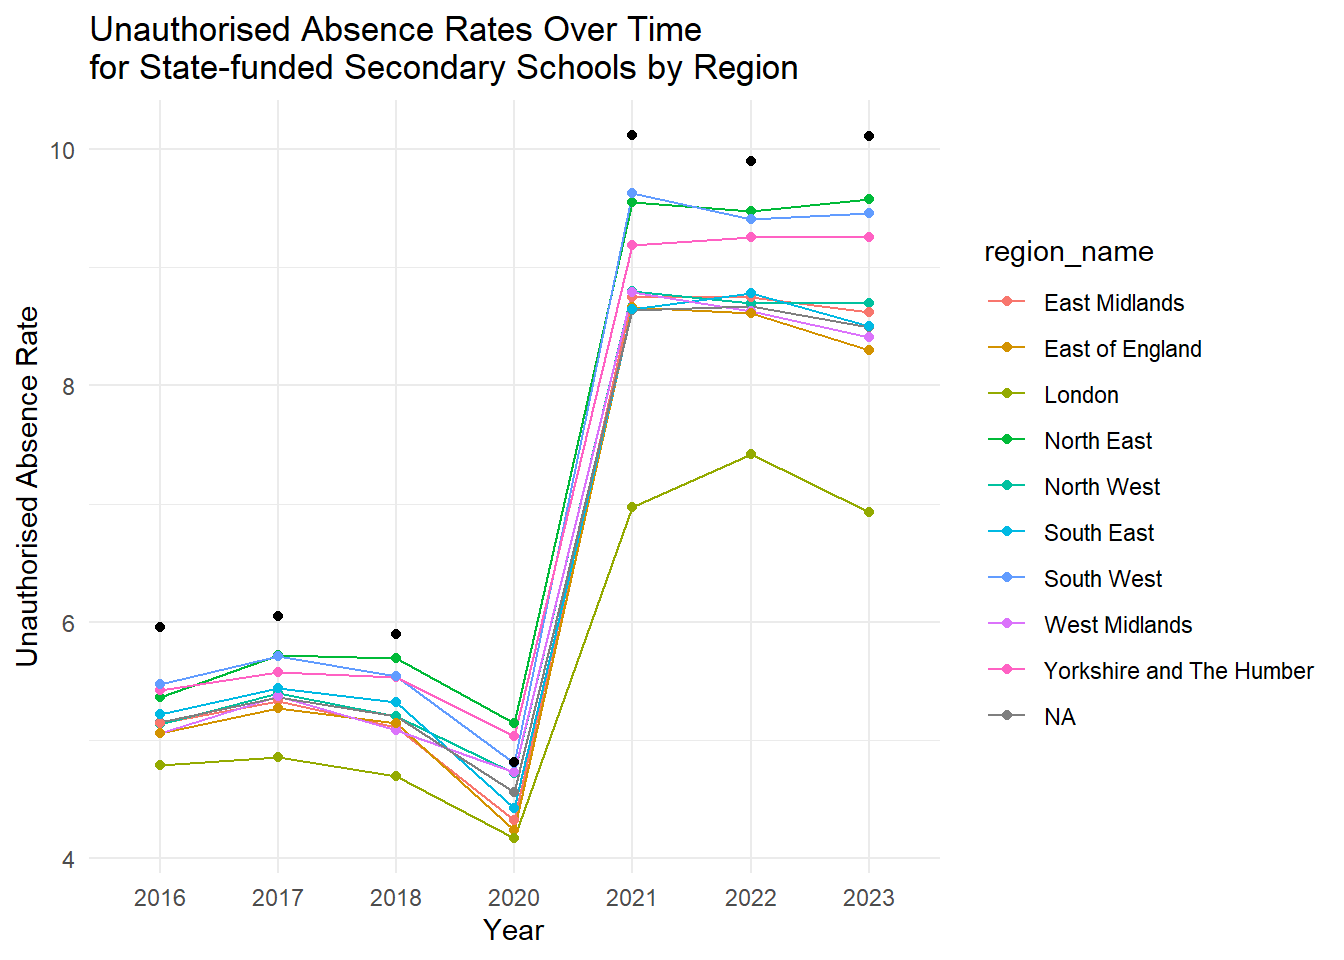 Unauthorised Absence Rates Over Time
for State-funded Secondary Schools by Region
Unauthorised Absence Rate
10
8
6
4
2016 2017 2018 2020 2021 2022 2023
Year
region_name
East Midlands
East of England
London
North East
North West
South East
South West
West Midlands
Yorkshire and The Humber
NA